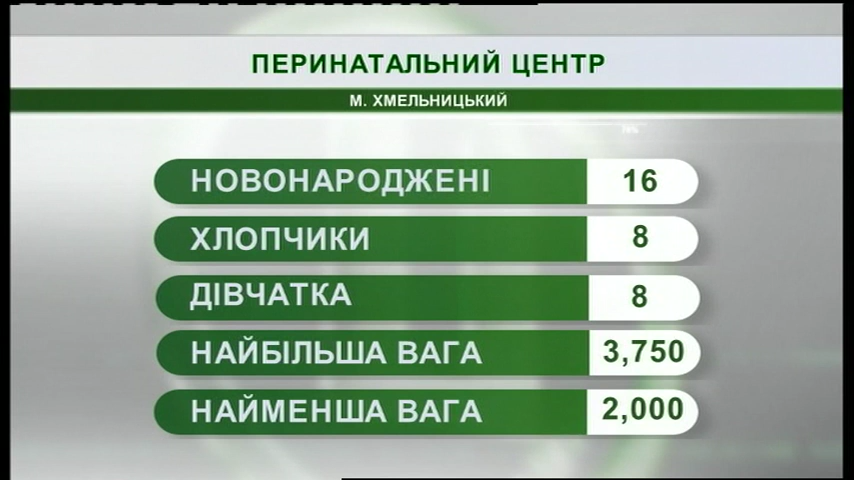 ПЕРИНАТАЛЬНИЙ ЦЕНТР
М. ХМЕЛЬНИЦЬКИЙ
НОВОНАРОДЖЕНІ 16
ХЛОПЧИКИ 8
ДІВЧАТКА 8
НАЙБІЛЬША ВАГА 3,750
НАЙМЕНША ВАГА 2,000